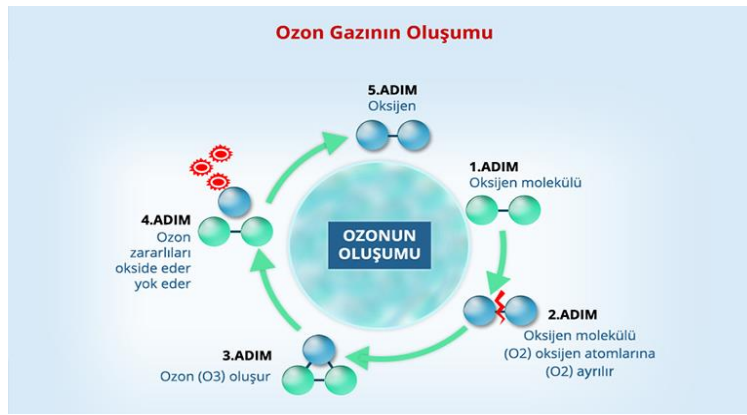 Ozon Gazının Oluşumu
5.ADIM
Oksijen
1.ADIM
Oksijen molekülü
4.ADIM
Ozon
zararlıları
okside eder
yok eder
OZONUN
OLUŞUMU
2.ADIM
Oksijen molekülü
(O2) oksijen atomlarına
(O2) ayrılır
3.ADIM
Ozon (O3) oluşur